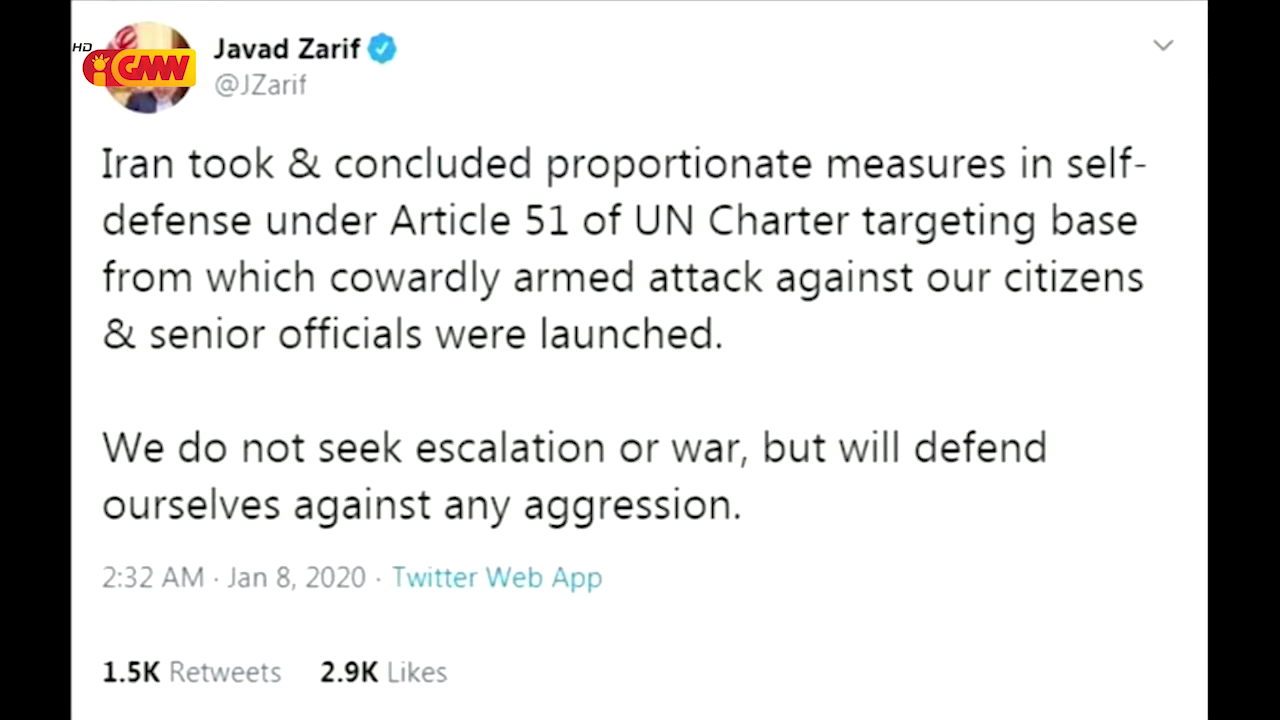 HD
GMW
Javad Zarif
@JZarif
Iran took & concluded proportionate measures in self-
defense under Article 51 of UN Charter targeting base
from which cowardly armed attack against our citizens
& senior officials were launched.
We do not seek escalation or war, but will defend
ourselves against any aggression.
2:32 AM · Jan 8, 2020 · Twitter Web App
1.5K Retweets 2.9K Likes